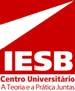 IESB
Centro Universitário
A Teoria e a Prática Juntas